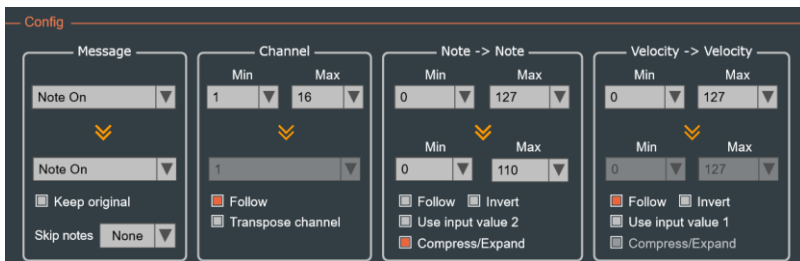 Config
Message
Note On
Note On
Keep original
Skip notes None
Channel
Min Max
1 16
1
Follow
Transpose channel
Note -> Note
Min Max
0 127
Min Max
0 110
Follow Invert
Use input value 2
Compress/Expand
Velocity -> Velocity
Min Max
0 127
Min Max
0 127
Follow Invert
Use input value 1
Compress/Expand